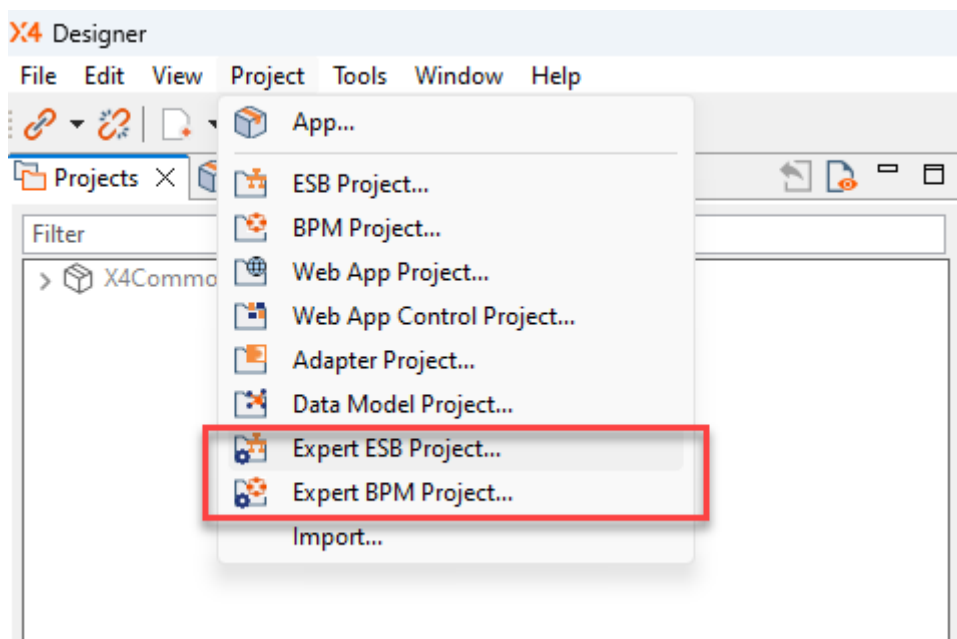 X4 Designer
File Edit View Project Tools Window Help
App...
Projects
ESB Project...
BPM Project...
Filter
Web App Project...
X4Commo
Web App Control Project...
Adapter Project...
Data Model Project...
Expert ESB Project...
Expert BPM Project...
Import...